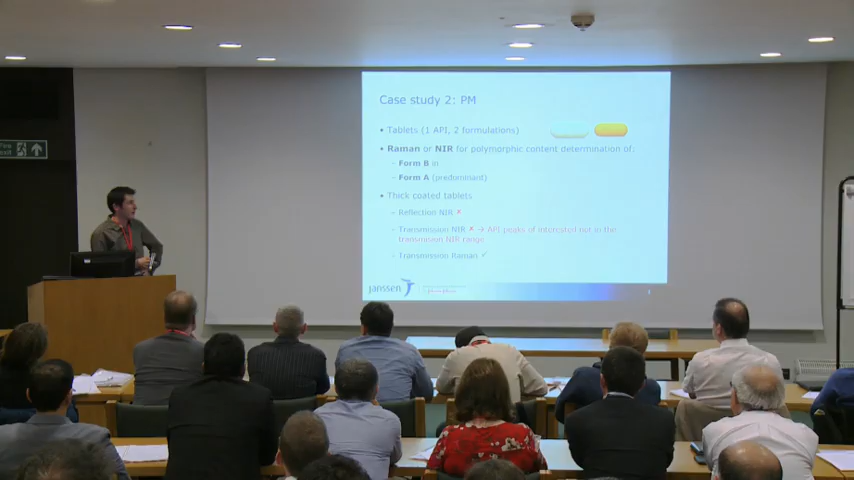 Case study 2: PM
• Tablets (1 API, 2 formulations)
• Raman or NIR for polymorphic content determination of:
– Form B in
– Form A (predominant)
• Thick coated tablets
– Reflection NIR ✗
– Transmission NIR ✗ → API peaks of interested not in the
transmission NIR range
– Transmission Raman ✓
janssen
Fire
exit